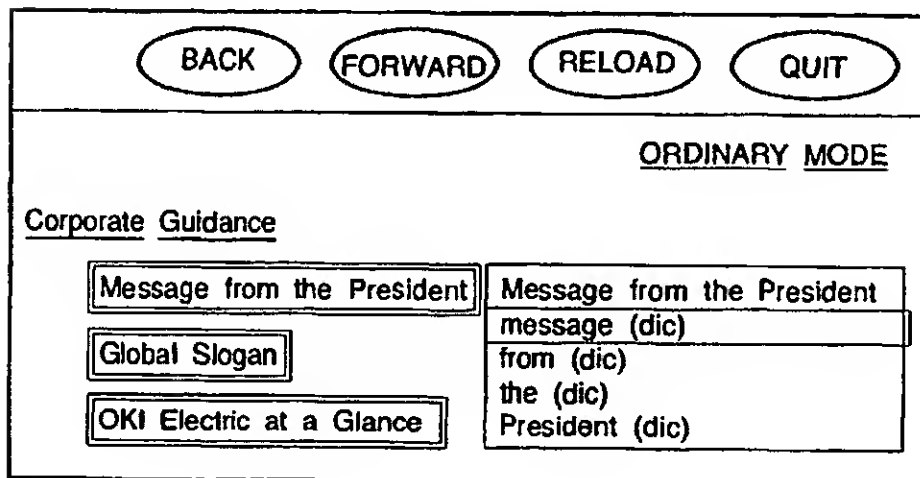 BACK FORWARD RELOAD QUIT
ORDINARY MODE
Corporate Guidance
Message from the President
Global Slogan
OKI Electric at a Glance
Message from the President
message (dic)
from (dic)
the (dic)
President (dic)